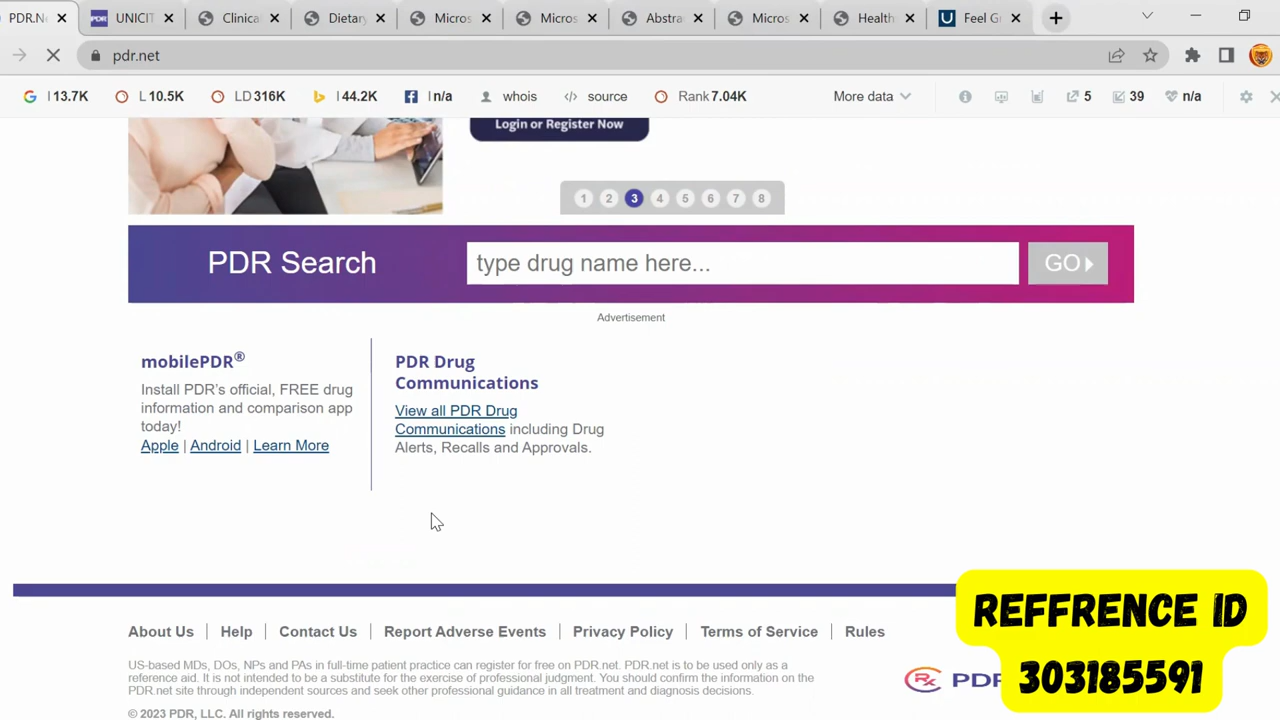 PDR.N
UNICIT
Clinical
Dietary
Micros
Micros
Abstra
Micros
Health
Feel G
pdr.net
I 13.7K
L 10.5K
LD 316K
I 44.2K
I n/a
whois
source
Rank 7.04K
More data
5
39
n/a
Login or Register Now
1 2 3 4 5 6 7 8
PDR Search
type drug name here...
GO
Advertisement
mobilePDR®
Install PDR's official, FREE drug
information and comparison app
today!
Apple | Android | Learn More
PDR Drug
Communications
View all PDR Drug
Communications including Drug
Alerts, Recalls and Approvals.
REFFRENCE ID
303185591
About Us | Help | Contact Us | Report Adverse Events | Privacy Policy | Terms of Service | Rules
US-based MDs, DOs, NPs and PAs in full-time patient practice can register for free on PDR.net. PDR.net is to be used only as a
reference aid. It is not intended to be a substitute for the exercise of professional judgment. You should confirm the information on the
PDR.net site through independent sources and seek other professional guidance in all treatment and diagnosis decisions.
Rx PDR
© 2023 PDR, LLC. All rights reserved.